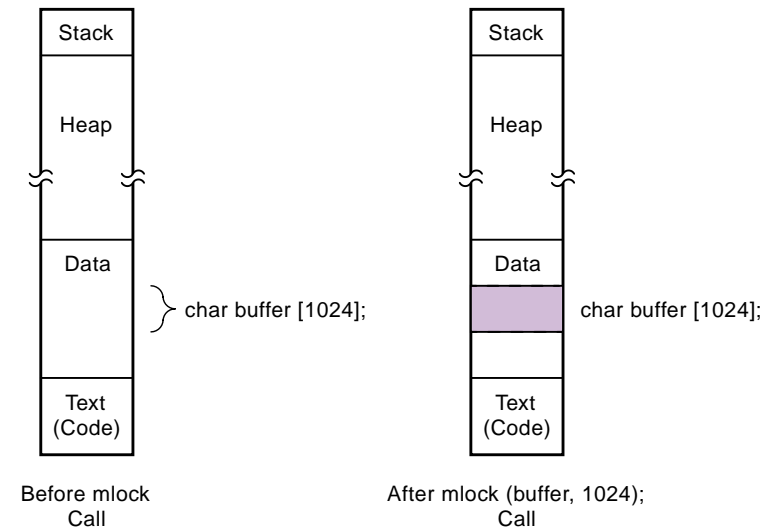 Stack
Heap
Data
char buffer [1024];
Text
(Code)
Before mlock
Call
Stack
Heap
Data
char buffer [1024];
Text
(Code)
After mlock (buffer, 1024);
Call